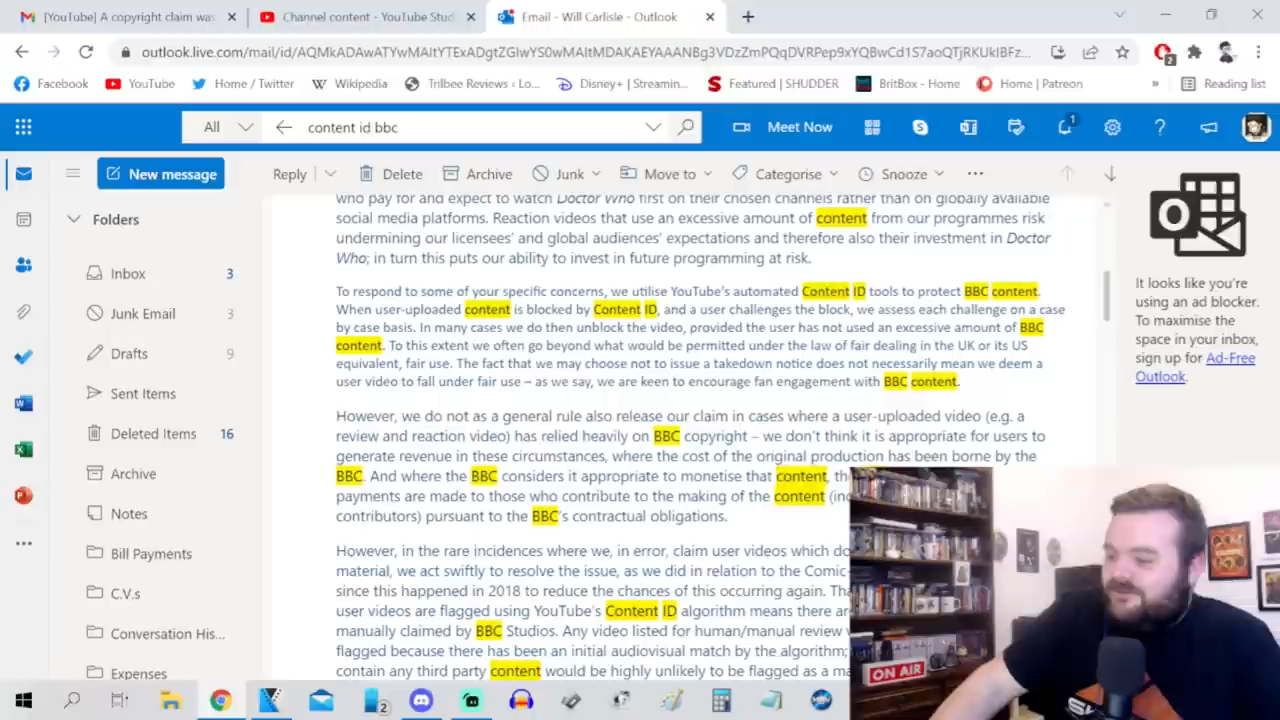 [YouTube] A copyright claim was
Channel content - YouTube Stud
Email - Will Carlisle - Outlook
outlook.live.com/mail/id/
Facebook
YouTube
Home / Twitter
Wikipedia
Trilbee Reviews < Lo...
Disney+ | Streamin...
Featured | SHUDDER
BritBox - Home
Home | Patreon
»
Reading list
2
All
content id bbc
Meet Now
1
New message
Reply
Delete
Archive
Junk
Move to
Categorise
Snooze
Folders
Inbox 3
Junk Email 3
Drafts 9
Sent Items
Deleted Items 16
Archive
Notes
Bill Payments
C.V.s
Conversation His...
Expenses
who pay for and expect to watch Doctor Who first on their chosen channels rather than on globally available
social media platforms. Reaction videos that use an excessive amount of content from our programmes risk
undermining our licensees' and global audiences' expectations and therefore also their investment in Doctor
Who; in turn this puts our ability to invest in future programming at risk.
To respond to some of your specific concerns, we utilise YouTube's automated Content ID tools to protect BBC content.
When user-uploaded content is blocked by Content ID, and a user challenges the block, we assess each challenge on a case
by case basis. In many cases we do then unblock the video, provided the user has not used an excessive amount of BBC
content. To this extent we often go beyond what would be permitted under the law of fair dealing in the UK or its US
equivalent, fair use. The fact that we may choose not to issue a takedown notice does not necessarily mean we deem a
user video to fall under fair use – as we say, we are keen to encourage fan engagement with BBC content.
However, we do not as a general rule also release our claim in cases where a user-uploaded video (e.g. a
review and reaction video) has relied heavily on BBC copyright – we don't think it is appropriate for users to
generate revenue in these circumstances, where the cost of the original production has been borne by the
BBC. And where the BBC considers it appropriate to monetise that content, the
payments are made to those who contribute to the making of the content (inc
contributors) pursuant to the BBC's contractual obligations.
However, in the rare incidences where we, in error, claim user videos which do
material, we act swiftly to resolve the issue, as we did in relation to the Comic-
since this happened in 2018 to reduce the chances of this occurring again. Tha
user videos are flagged using YouTube's Content ID algorithm means there are
manually claimed by BBC Studios. Any video listed for human/manual review
flagged because there has been an initial audiovisual match by the algorithm;
contain any third party content would be highly unlikely to be flagged as a ma
It looks like you're
using an ad blocker.
To maximise the
space in your inbox,
sign up for Ad-Free
Outlook.
ON AIR
2